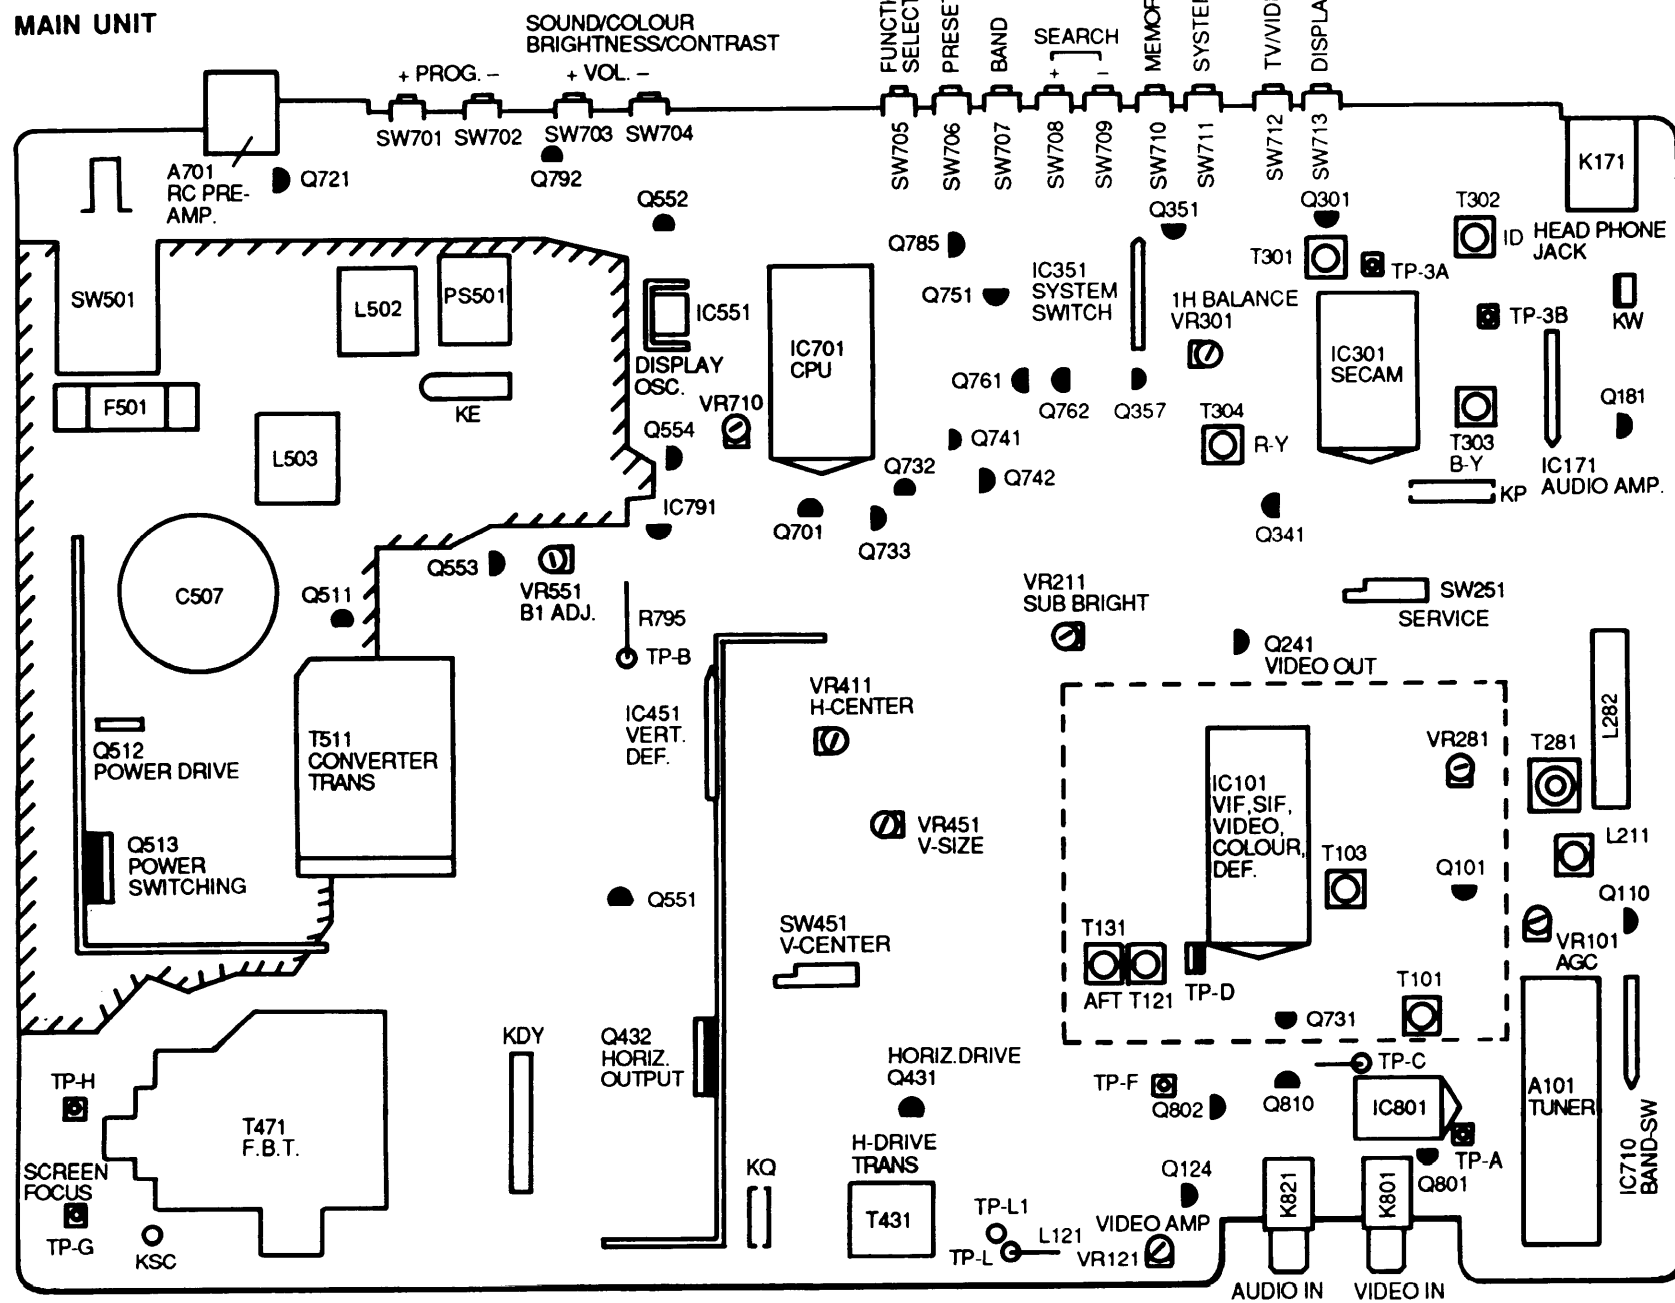 MAIN UNIT
SOUND/COLOUR
BRIGHTNESS/CONTRAST
+ PROG. -
+ VOL. -
SW701
SW702
SW703
SW704
PRESET
BAND
SEARCH
+
-
SW705
SW706
SW707
SW708
SW709
SW710
SW711
SW712
SW713
A701
RC PRE-
AMP.
Q721
Q792
Q552
Q785
Q751
IC351
SYSTEM
SWITCH
Q351
Q301
T301
TP-3A
T302
ID
K171
HEAD PHONE
JACK
SW501
L502
PS501
IC551
DISPLAY
OSC.
IC701
CPU
1H BALANCE
VR301
IC301
SECAM
TP-3B
KW
F501
KE
VR710
Q761
Q762
Q357
T304
R-Y
T303
B-Y
Q181
L503
Q554
Q741
Q732
Q742
IC171
AUDIO AMP.
KP
IC791
Q701
Q733
Q341
C507
Q511
Q553
VR551
B1 ADJ.
R795
TP-B
VR211
SUB BRIGHT
SW251
SERVICE
Q241
VIDEO OUT
Q512
POWER DRIVE
T511
CONVERTER
TRANS
IC451
VERT.
DEF.
VR411
H-CENTER
IC101
VIF,SIF,
VIDEO,
COLOUR,
DEF.
VR281
T281
L282
Q513
POWER
SWITCHING
VR451
V-SIZE
T103
Q101
L211
Q110
Q551
SW451
V-CENTER
T131
AFT
T121
TP-D
T101
VR101
AGC
Q731
KDY
Q432
HORIZ.
OUTPUT
HORIZ.DRIVE
Q431
TP-F
Q802
Q810
TP-C
IC801
TP-A
Q801
A101
TUNER
IC710
BAND-SW
TP-H
T471
F.B.T.
SCREEN
FOCUS
TP-G
KSC
KQ
H-DRIVE
TRANS
T431
TP-L1
TP-L
L121
Q124
VIDEO AMP
VR121
K821
K801
AUDIO IN
VIDEO IN